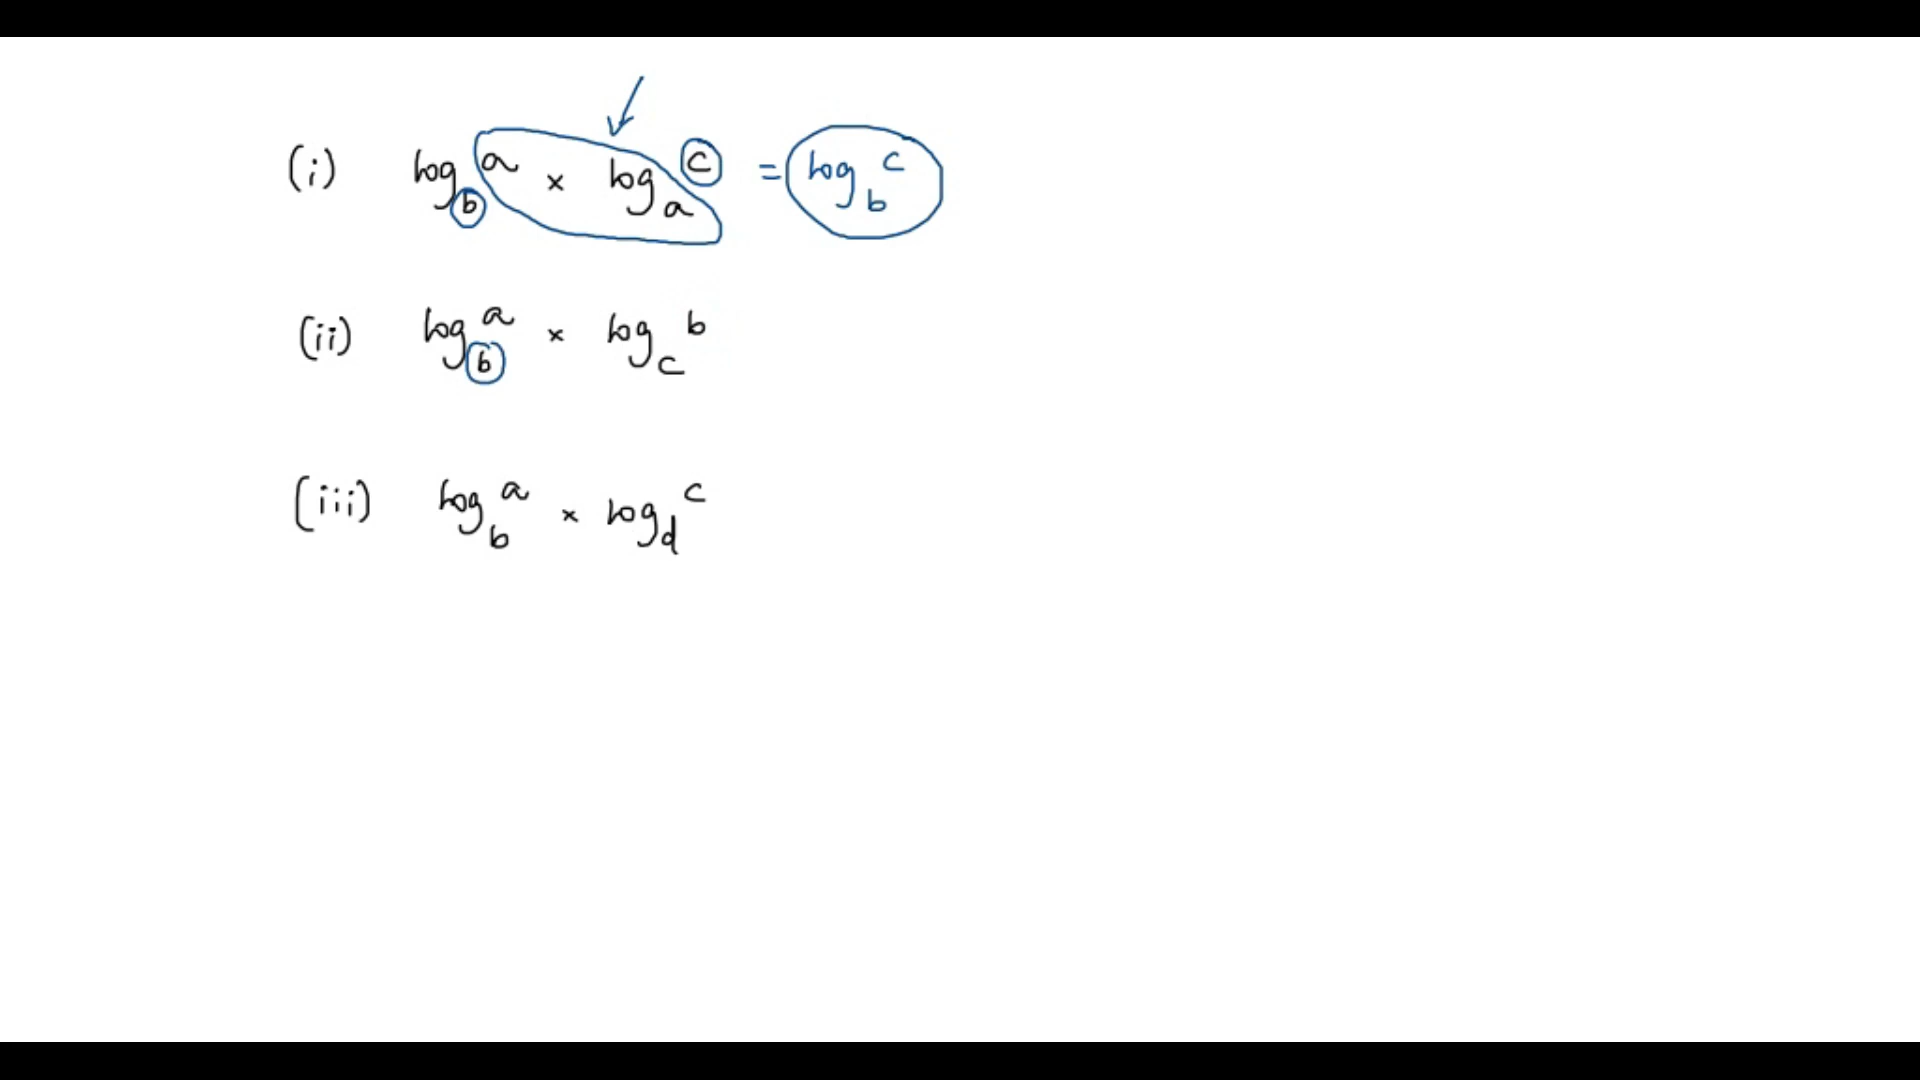 (i) log_b a × log_a c = log_b c
(ii) log_b a × log_c b
(iii) log_b a × log_d c